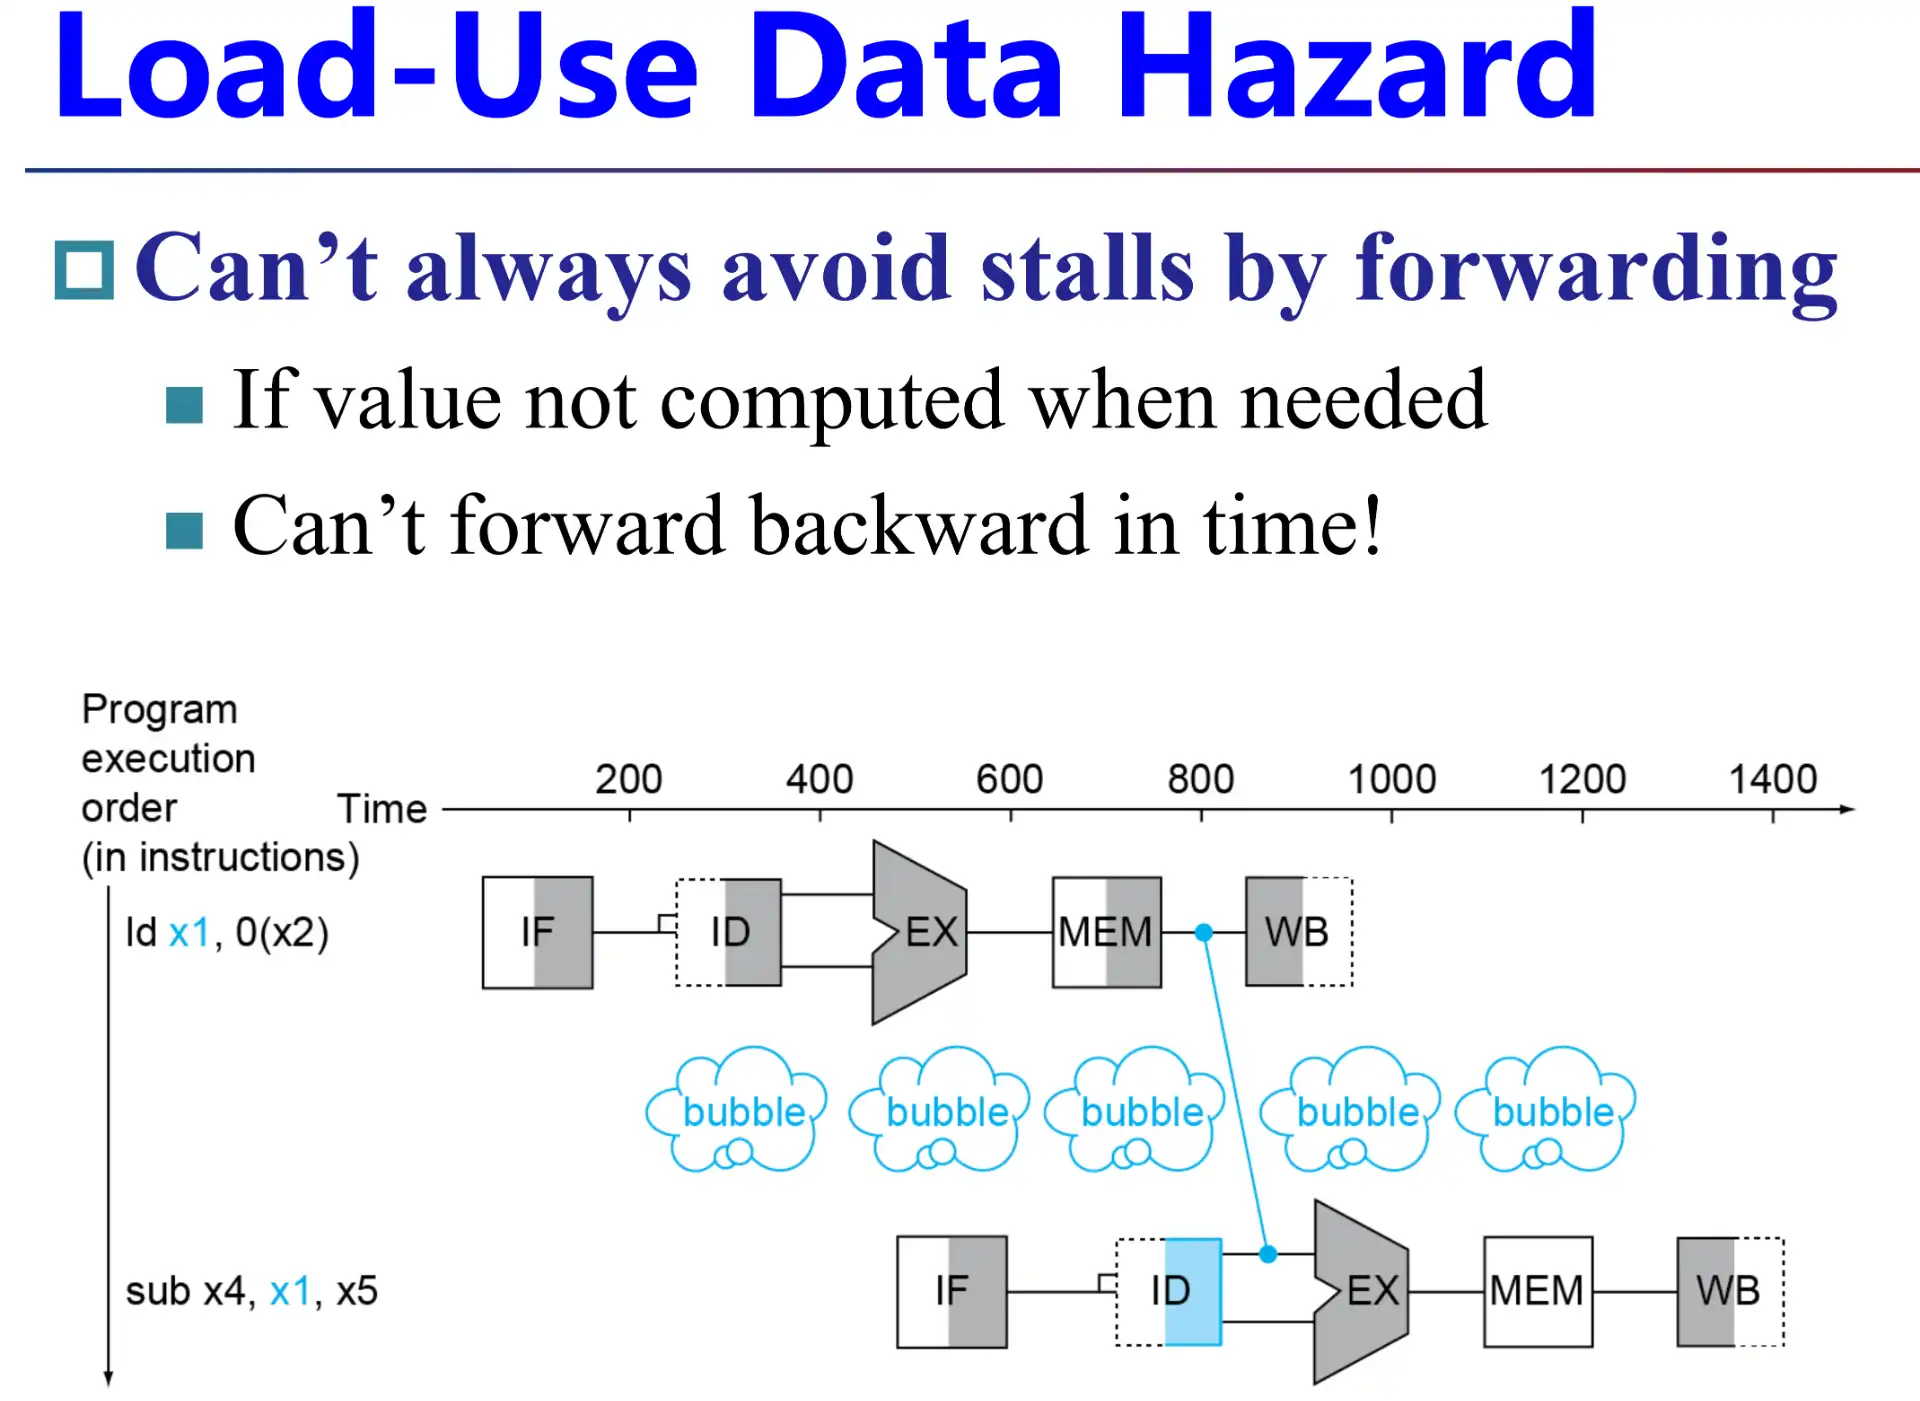 Load-Use Data Hazard
Can’t always avoid stalls by forwarding
If value not computed when needed
Can’t forward backward in time!
Program
execution
order
(in instructions)
Time
200 400 600 800 1000 1200 1400
ld x1, 0(x2)
IF ID EX MEM WB
bubble bubble bubble bubble bubble
sub x4, x1, x5
IF ID EX MEM WB